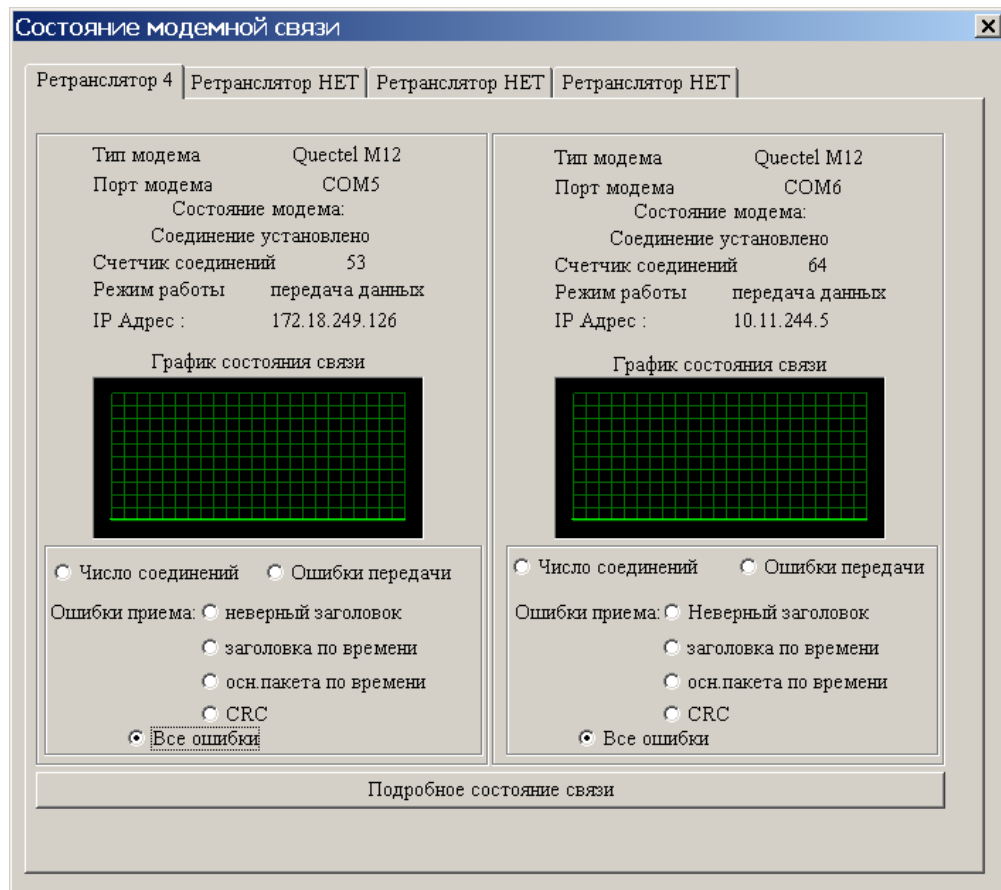 Состояние модемной связи
Ретранслятор 4
Ретранслятор НЕТ
Ретранслятор НЕТ
Ретранслятор НЕТ
Тип модема Quectel M12
Порт модема COM5
Состояние модема:
Соединение установлено
Счетчик соединений 53
Режим работы передача данных
IP Адрес : 172.18.249.126
График состояния связи
Число соединений
Ошибки передачи
Ошибки приема:
неверный заголовок
заголовка по времени
осн.пакета по времени
CRC
Все ошибки
Тип модема Quectel M12
Порт модема COM6
Состояние модема:
Соединение установлено
Счетчик соединений 64
Режим работы передача данных
IP Адрес : 10.11.244.5
График состояния связи
Число соединений
Ошибки передачи
Ошибки приема:
Неверный заголовок
заголовка по времени
осн.пакета по времени
CRC
Все ошибки
Подробное состояние связи